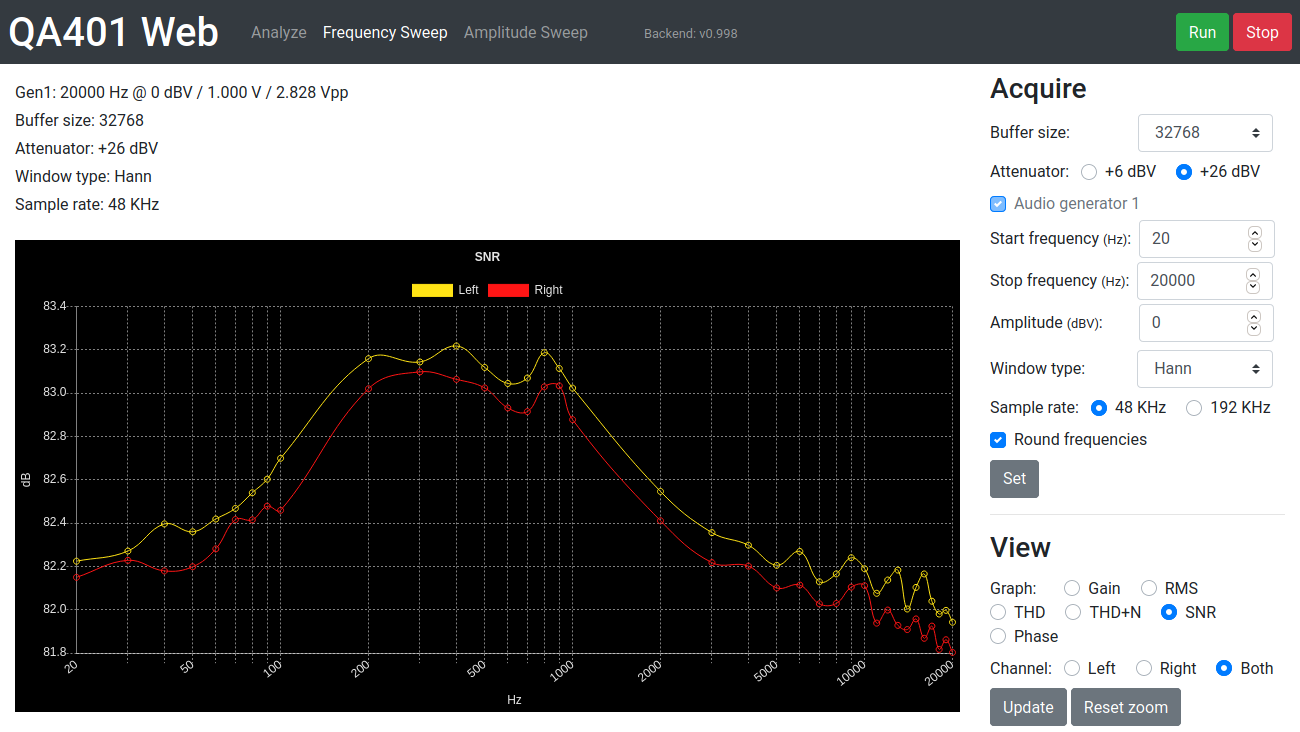 QA401 Web Analyze Frequency Sweep Amplitude Sweep Backend: v0.998 Run Stop
Gen1: 20000 Hz @ 0 dBV / 1.000 V / 2.828 Vpp
Buffer size: 32768
Attenuator: +26 dBV
Window type: Hann
Sample rate: 48 KHz
SNR
Left Right
83.4
83.2
83.0
82.8
82.6
82.4
82.2
82.0
81.8
dB
20 50 100 200 500 1000 2000 5000 10000 20000
Hz
Acquire
Buffer size: 32768
Attenuator: +6 dBV +26 dBV
Audio generator 1
Start frequency (Hz): 20
Stop frequency (Hz): 20000
Amplitude (dBV): 0
Window type: Hann
Sample rate: 48 KHz 192 KHz
Round frequencies
Set
View
Graph: Gain RMS
THD THD+N SNR
Phase
Channel: Left Right Both
Update Reset zoom